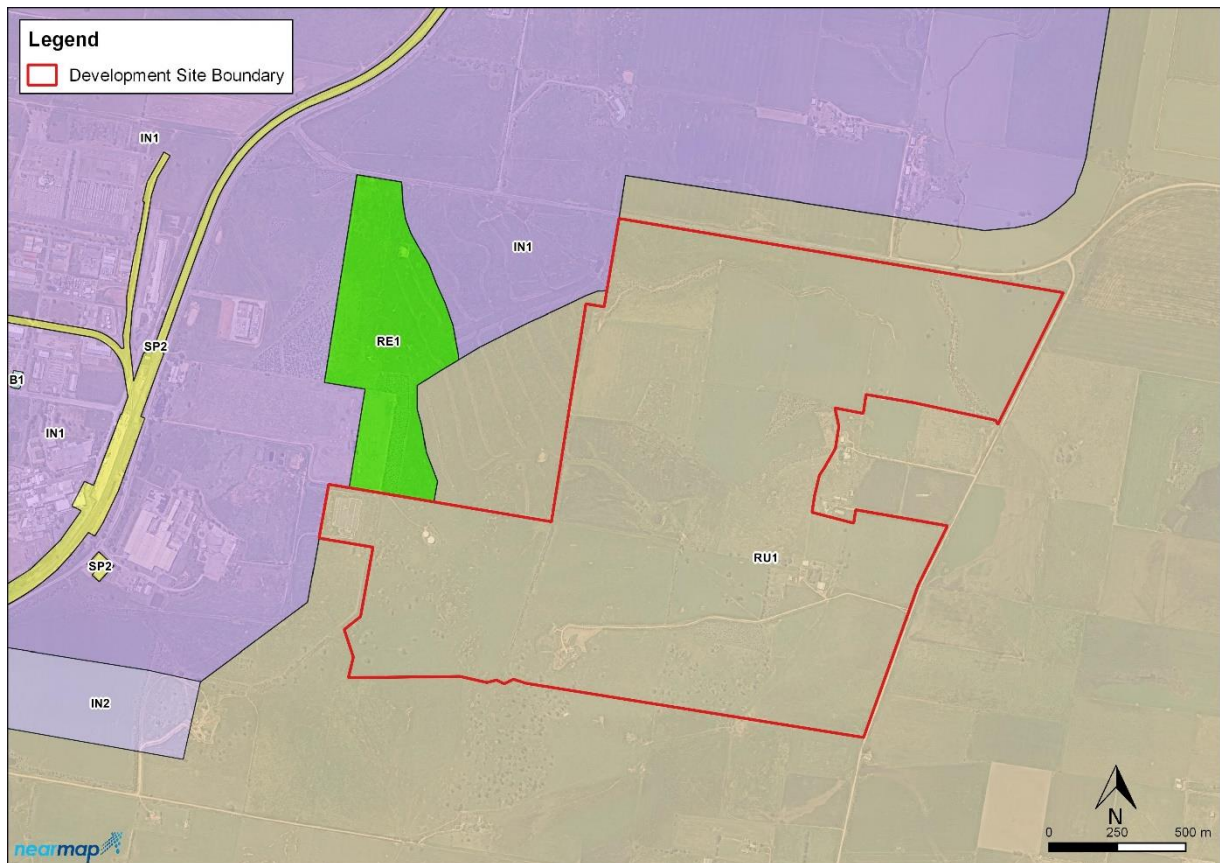 Legend
Development Site Boundary
IN1
IN1
RE1
SP2
B1
IN1
SP2
RU1
IN2
N
0 250 500 m
nearmap